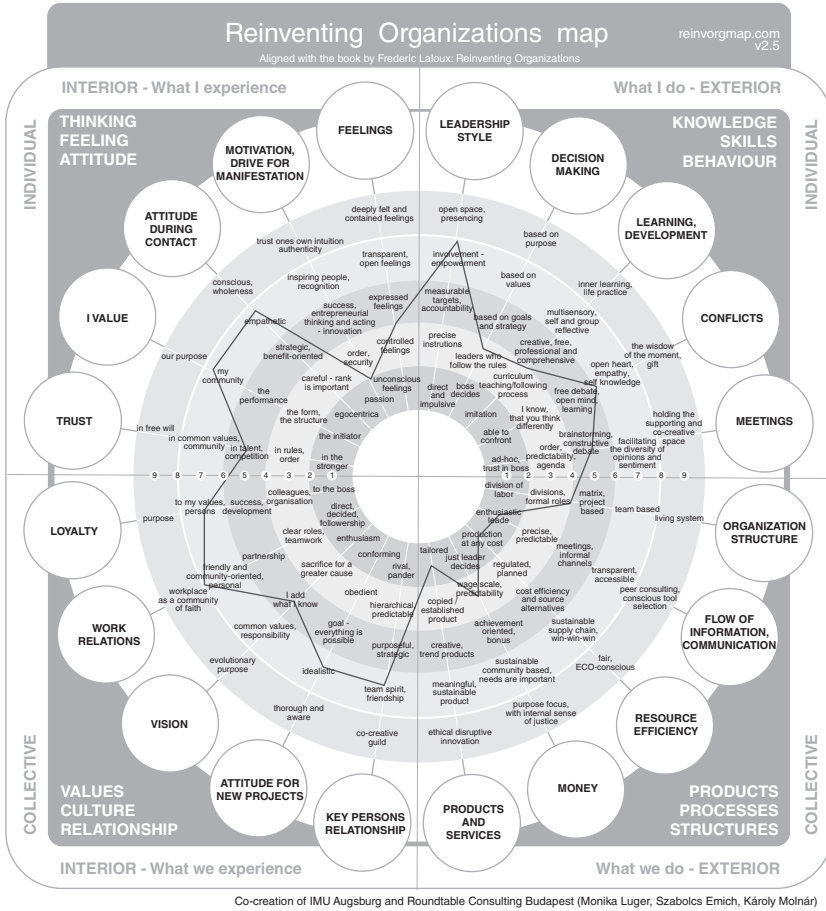 Reinventing Organizations map
reinvorgmap.com
v2.5
Aligned with the book by Frederic Laloux: Reinventing Organizations
INTERIOR - What I experience
What I do - EXTERIOR
INDIVIDUAL
INDIVIDUAL
THINKING
FEELING
ATTITUDE
KNOWLEDGE
SKILLS
BEHAVIOUR
FEELINGS
LEADERSHIP
STYLE
MOTIVATION,
DRIVE FOR
MANIFESTATION
DECISION
MAKING
ATTITUDE
DURING
CONTACT
LEARNING,
DEVELOPMENT
I VALUE
CONFLICTS
TRUST
MEETINGS
deeply felt and
contained feelings
transparent,
open feelings
expressed
feelings
controlled
feelings
unconscious
feelings
open space,
presencing
involvement -
empowerment
measurable
targets,
accountability
precise
instrutions
direct
and
impulsive
trust ones own intuition
authenticity
inspiring people,
recognition
success,
entrepreneurial
thinking and acting
- innovation
order,
security
passion
based on
purpose
based on
values
based on goals
and strategy
leaders who
follow the rules
boss
decides
conscious,
wholeness
empathetic
strategic,
benefit-oriented
careful - rank
is important
egocentrica
inner learning,
life practice
multisensory,
self and group
reflective
creative, free,
professional and
comprehensive
curriculum
teaching/following
process
imitation
our purpose
my
community
the
performance
the form,
the structure
the initiator
the wisdom
of the moment,
gift
open heart,
empathy,
self knowledge
free debate,
open mind,
learning
I know,
that you think
differently
able to
confront
in free will
in common values,
community
in talent,
competition
in rules,
order
in the
stronger
holding the
supporting and
co-creative
space
facilitating
the diversity of
opinions and
sentiment
brainstorming,
constructive
debate
order,
predictability,
agenda
ad-hoc,
trust in boss
9 8 7 6 5 4 3 2 1
1 2 3 4 5 6 7 8 9
purpose
to my values,
persons
success,
development
colleagues,
organisation
to the boss
division of
labor
divisions,
formal roles
matrix,
project
based
team based
living system
workplace
as a community
of faith
friendly and
community-oriented,
personal
partnership
clear roles,
teamwork
direct,
decided,
followership
enthusiastic
leade
precise,
predictable
meetings,
informal
channels
transparent,
accessible
peer consulting,
conscious tool
selection
evolutionary
purpose
common values,
responsibility
I add
what I know
sacrifice for a
greater cause
enthusiasm
production
at any cost
regulated,
planned
cost efficiency
and source
alternatives
sustainable
supply chain,
win-win-win
fair,
ECO-conscious
thorough and
aware
idealistic
goal -
everything is
possible
obedient
conforming
just leader
decides
wage scale,
predictability
achievement
oriented,
bonus
sustainable
community based,
needs are important
purpose focus,
with internal sense
of justice
co-creative
guild
team spirit,
friendship
purposeful,
strategic
hierarchical
predictable
rival,
pander
tailored
copied
established
product
creative,
trend products
meaningful,
sustainable
product
ethical disruptive
innovation
LOYALTY
ORGANIZATION
STRUCTURE
WORK
RELATIONS
FLOW OF
INFORMATION,
COMMUNICATION
VISION
RESOURCE
EFFICIENCY
ATTITUDE FOR
NEW PROJECTS
MONEY
KEY PERSONS
RELATIONSHIP
PRODUCTS
AND
SERVICES
COLLECTIVE
COLLECTIVE
VALUES
CULTURE
RELATIONSHIP
PRODUCTS
PROCESSES
STRUCTURES
INTERIOR - What we experience
What we do - EXTERIOR
Co-creation of IMU Augsburg and Roundtable Consulting Budapest (Monika Luger, Szabolcs Emich, Károly Molnár)